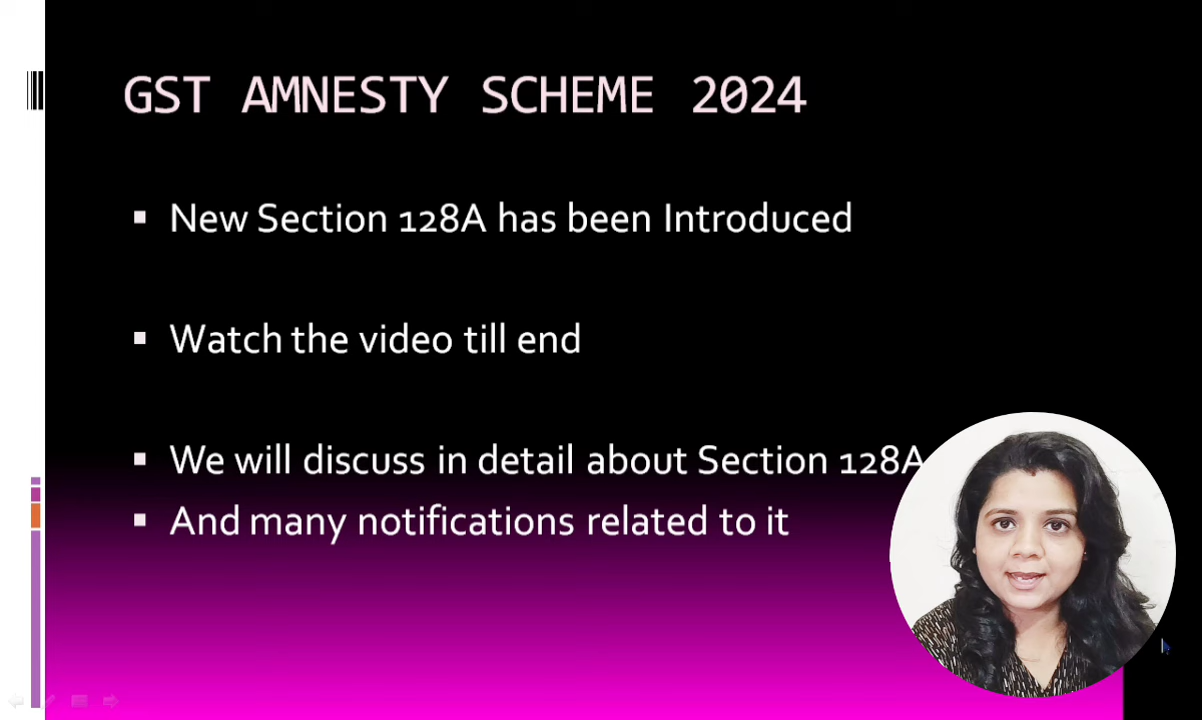 GST AMNESTY SCHEME 2024
New Section 128A has been Introduced
Watch the video till end
We will discuss in detail about Section 128A
And many notifications related to it